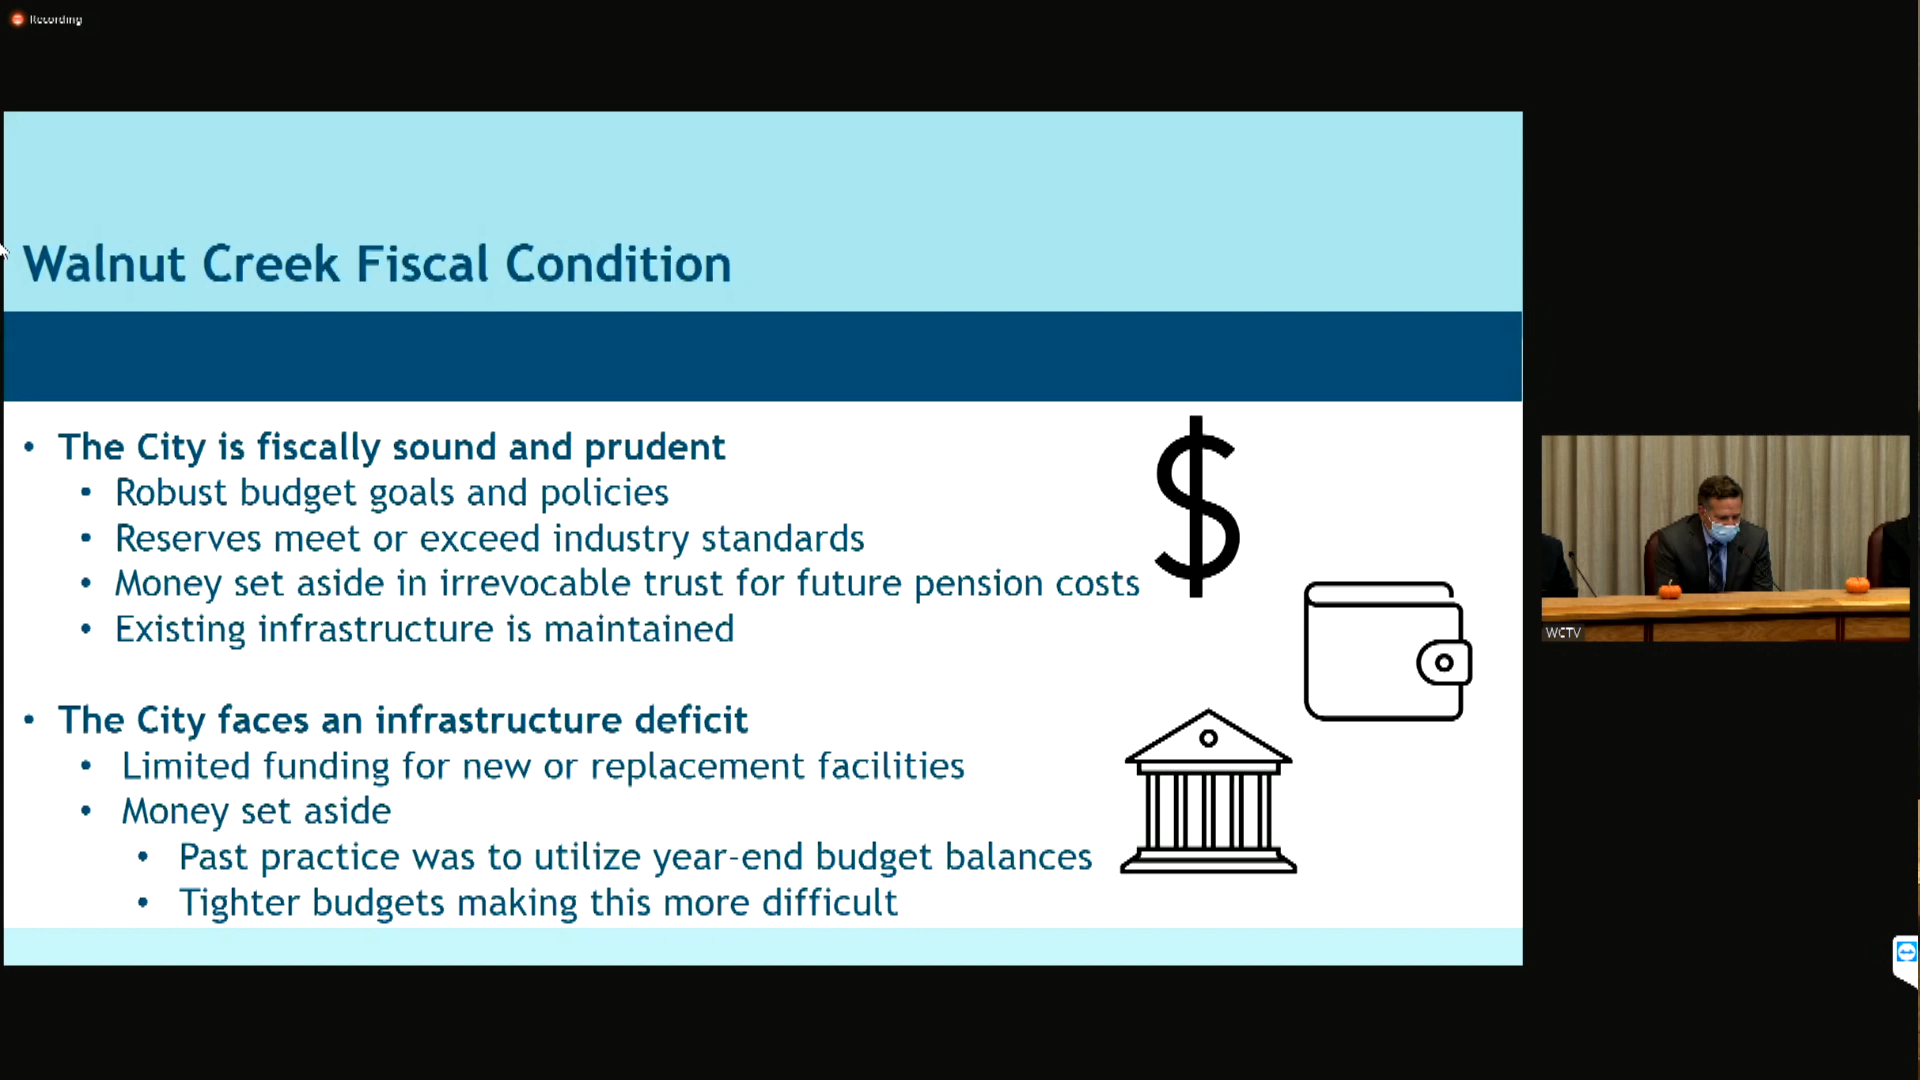 Recording
Walnut Creek Fiscal Condition
• The City is fiscally sound and prudent
• Robust budget goals and policies
• Reserves meet or exceed industry standards
• Money set aside in irrevocable trust for future pension costs
• Existing infrastructure is maintained
• The City faces an infrastructure deficit
• Limited funding for new or replacement facilities
• Money set aside
• Past practice was to utilize year-end budget balances
• Tighter budgets making this more difficult
WCTV